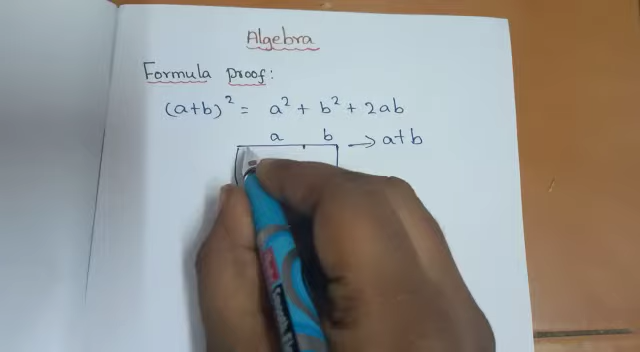 Algebra
Formula proof:
(a+b)² = a² + b² + 2ab
a b → a+b